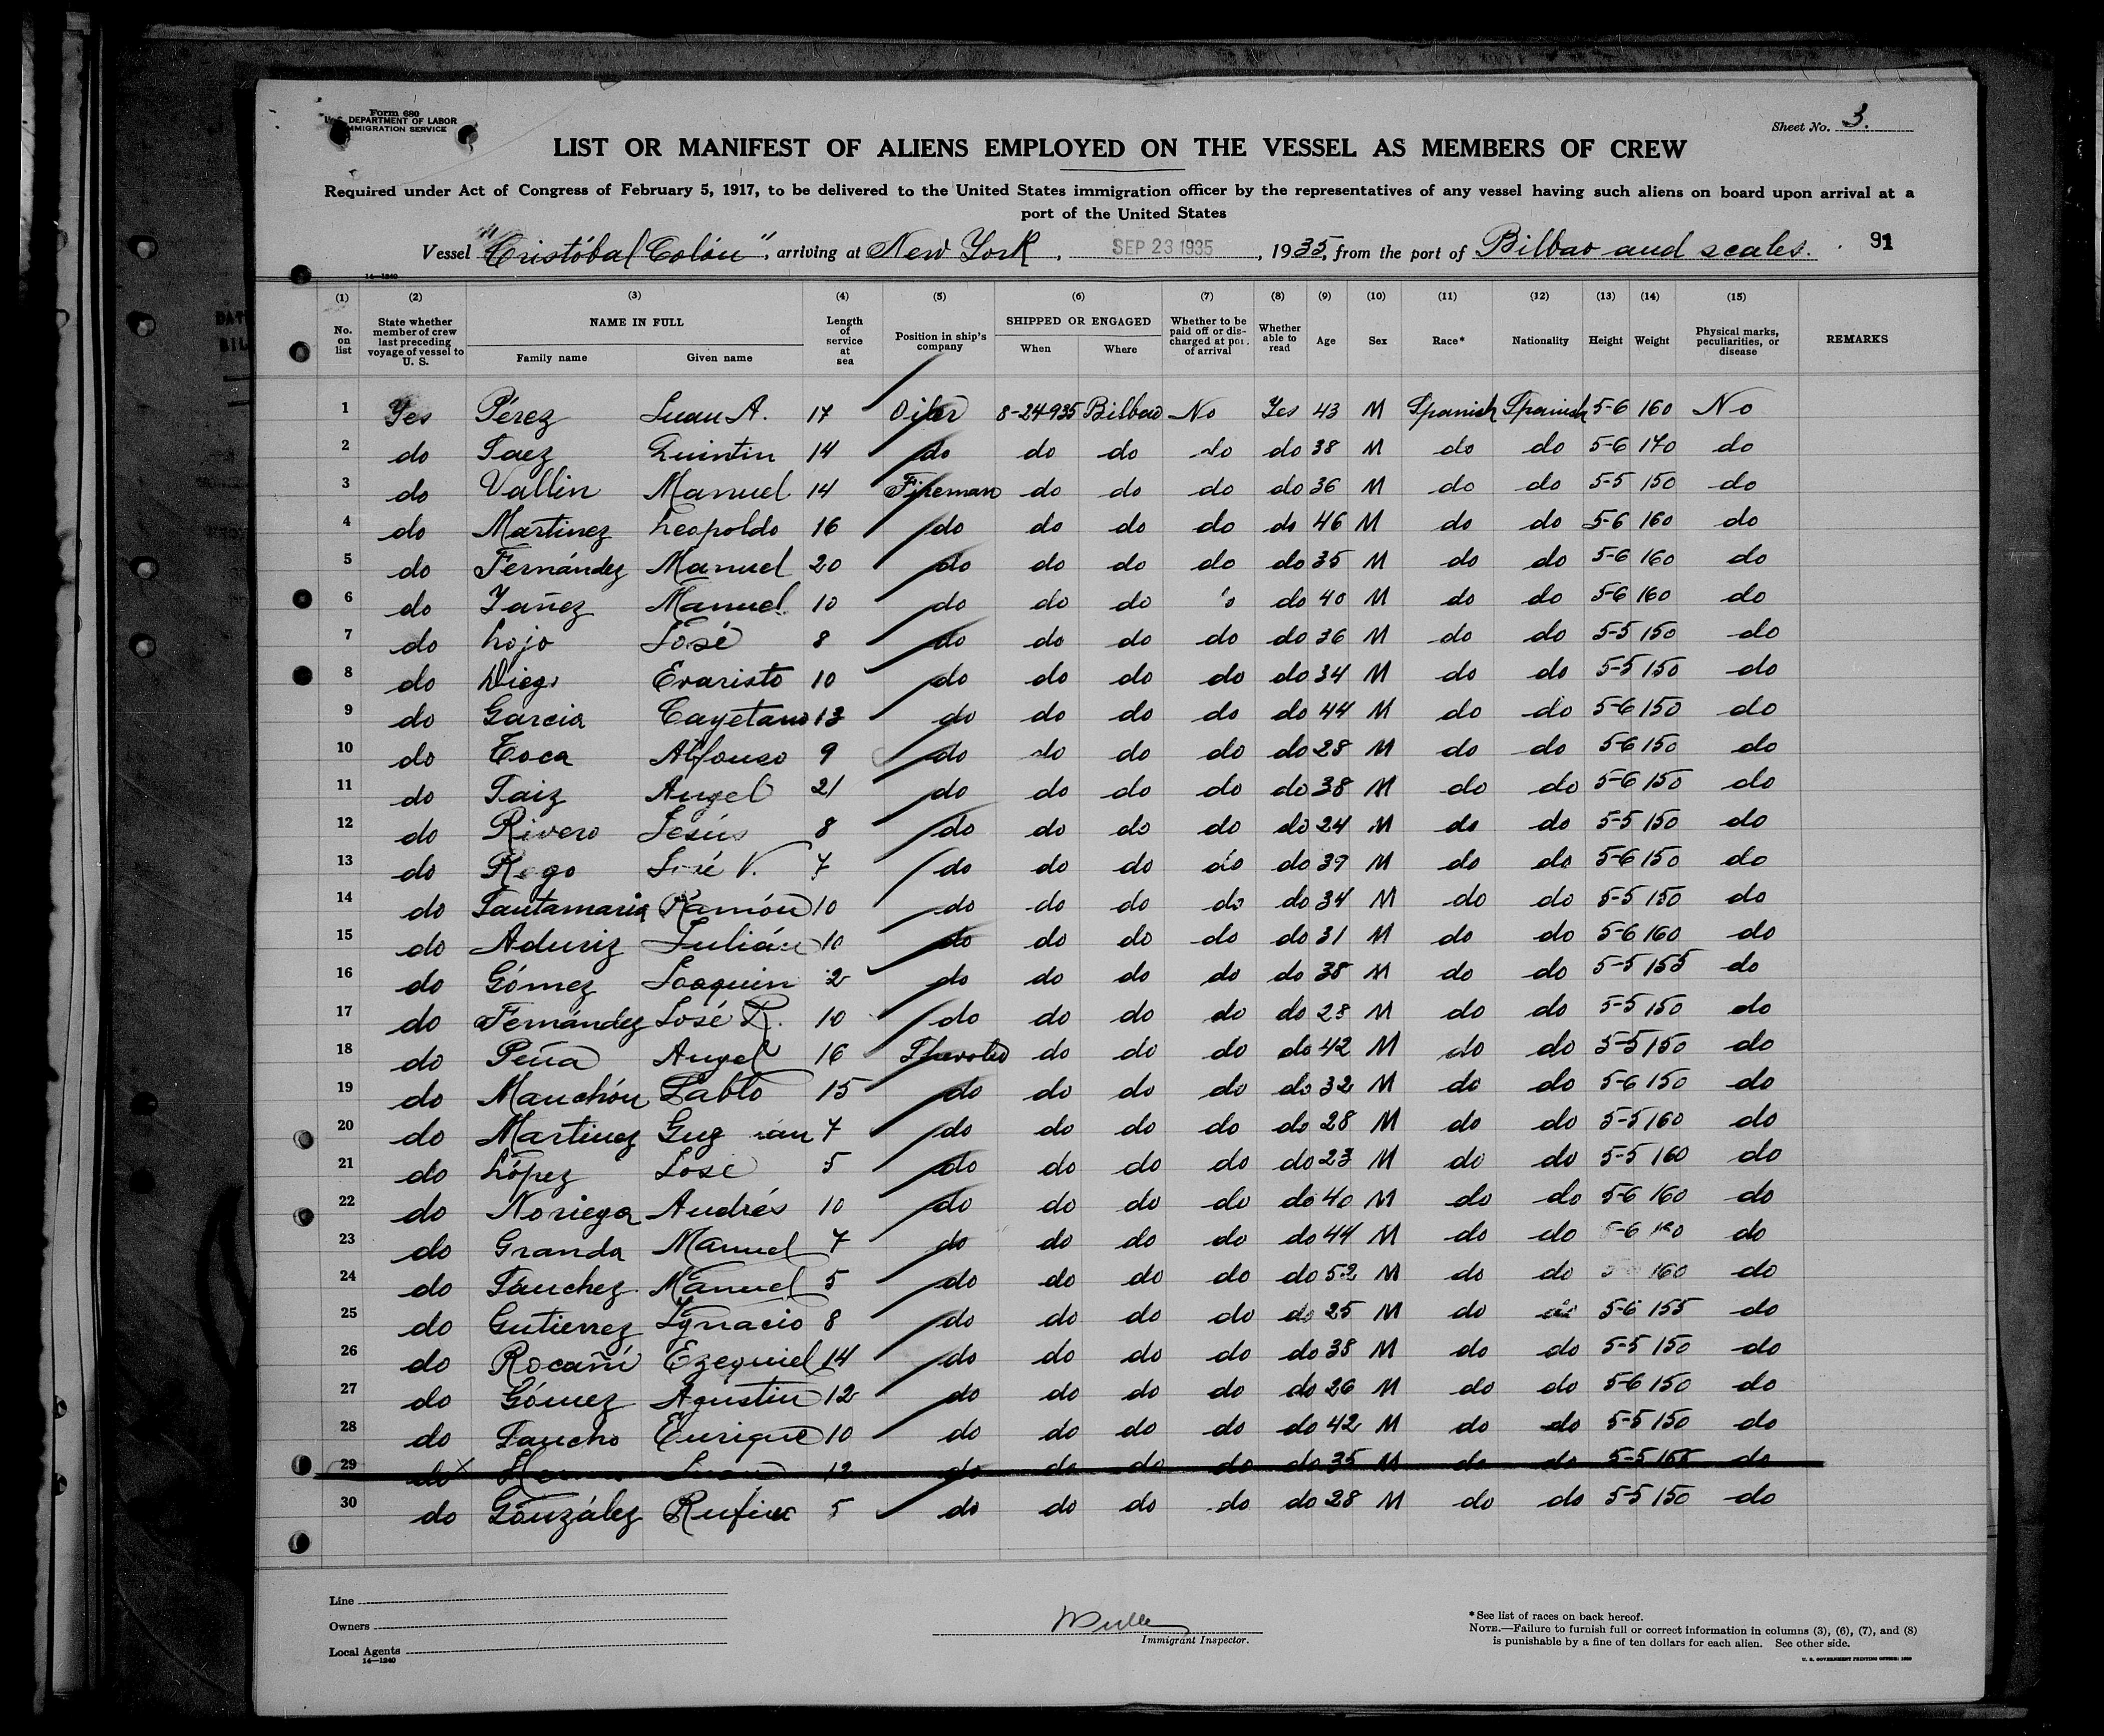 Form 680
U.S. DEPARTMENT OF LABOR
IMMIGRATION SERVICE
Sheet No. 3.
LIST OR MANIFEST OF ALIENS EMPLOYED ON THE VESSEL AS MEMBERS OF CREW
Required under Act of Congress of February 5, 1917, to be delivered to the United States immigration officer by the representatives of any vessel having such aliens on board upon arrival at a
port of the United States
Vessel "Cristóbal Colón", arriving at New York, SEP 23 1935, 1935, from the port of Bilbao and scales. 91
14—1240
(1) (2) (3) (4) (5) (6) (7) (8) (9) (10) (11) (12) (13) (14) (15)
No. on list State whether member of crew last preceding voyage of vessel to U. S. NAME IN FULL Family name Given name Length of service at sea Position in ship's company SHIPPED OR ENGAGED When Where Whether to be paid off or discharged at port of arrival Whether able to read Age Sex Race* Nationality Height Weight Physical marks, peculiarities, or disease REMARKS
1 Yes Pérez Juan A. 17 Oiler 8-24-935 Bilbao No Yes 43 M Spanish Spanish 5-6 160 No
2 do Saez Quintin 14 do do do do do 38 M do do 5-6 170 do
3 do Vallin Manuel 14 Fireman do do do do 36 M do do 5-5 150 do
4 do Martinez Leopoldo 16 do do do do do 46 M do do 5-6 160 do
5 do Fernández Manuel 20 do do do do do 35 M do do 5-6 160 do
6 do Yañez Manuel 10 do do do do 40 M do do 5-6 160 do
7 do Lojo José 8 do do do do do 36 M do do 5-5 150 do
8 do Diego Evaristo 10 do do do do do 34 M do do 5-5 150 do
9 do Garcia Cayetano 13 do do do do do 44 M do do 5-6 150 do
10 do Toca Alfonso 9 do do do do do 28 M do do 5-6 150 do
11 do Saiz Angel 21 do do do do do 38 M do do 5-6 150 do
12 do Rivero Jesús 8 do do do do do 24 M do do 5-5 150 do
13 do Rego José V. 7 do do do do do 39 M do do 5-6 150 do
14 do Santamaria Ramón 10 do do do do do 34 M do do 5-5 150 do
15 do Aduriz Julián 10 do do do do do 31 M do do 5-6 160 do
16 do Gómez Joaquin 2 do do do do do 38 M do do 5-5 155 do
17 do Fernández José R. 10 do do do do do 28 M do do 5-5 150 do
18 do Peña Angel 16 do do do do 42 M do do 5-5 150 do
19 do Manchón Pablo 15 do do do do do 32 M do do 5-6 150 do
20 do Martinez 7 do do do do do 28 M do do 5-5 160 do
21 do López José 5 do do do do do 23 M do do 5-5 160 do
22 do Noriega Andrés 10 do do do do do 40 M do do 5-6 160 do
23 do Granda Manuel 7 do do do do do 44 M do do 5-6 do
24 do Sanchez Manuel 5 do do do do do 52 M do do 160 do
25 do Gutierrez Ygnacio 8 do do do do do 25 M do do 5-6 155 do
26 do Rocañi Ezequiel 14 do do do do do 38 M do do 5-5 150 do
27 do Gómez Agustin 12 do do do do do 26 M do do 5-6 150 do
28 do Sancho Enrique 10 do do do do do 42 M do do 5-5 150 do
29 do x Juan 12 do do do do do 35 M do do 5-5 do
30 do González Rufino 5 do do do do do 28 M do do 5-5 150 do
Line
Owners
Local Agents
14—1240
Immigrant Inspector.
*See list of races on back hereof.
NOTE.—Failure to furnish full or correct information in columns (3), (6), (7), and (8)
is punishable by a fine of ten dollars for each alien. See other side.
U. S. GOVERNMENT PRINTING OFFICE